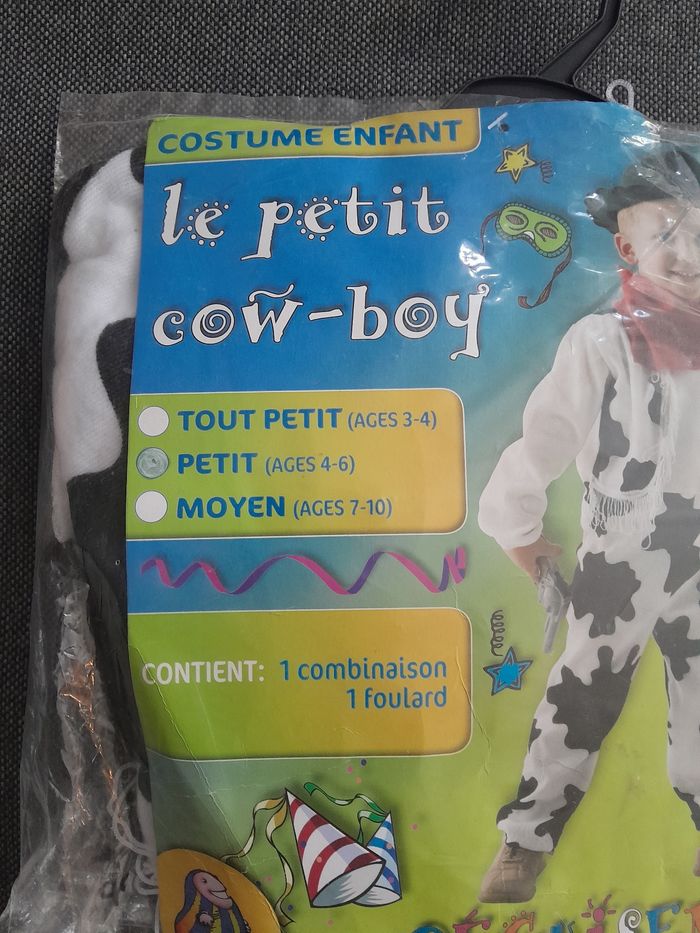 COSTUME ENFANT
le petit
cow-boy
TOUT PETIT (AGES 3-4)
PETIT (AGES 4-6)
MOYEN (AGES 7-10)
CONTIENT: 1 combinaison
1 foulard